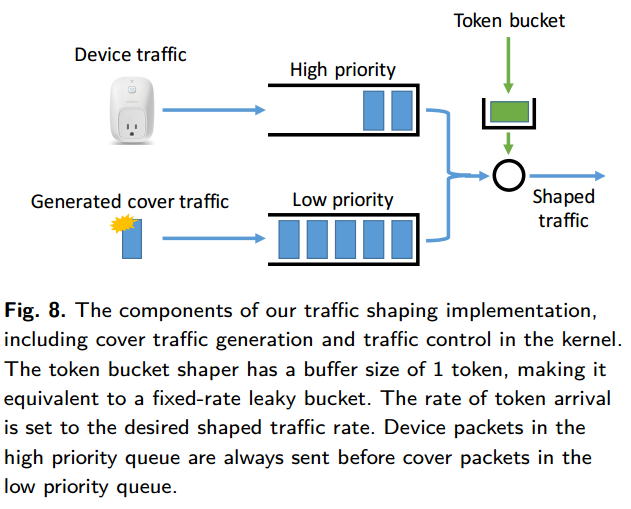 Token bucket
Device traffic
High priority
Generated cover traffic
Low priority
Shaped
traffic
Fig. 8. The components of our traffic shaping implementation,
including cover traffic generation and traffic control in the kernel.
The token bucket shaper has a buffer size of 1 token, making it
equivalent to a fixed-rate leaky bucket. The rate of token arrival
is set to the desired shaped traffic rate. Device packets in the
high priority queue are always sent before cover packets in the
low priority queue.